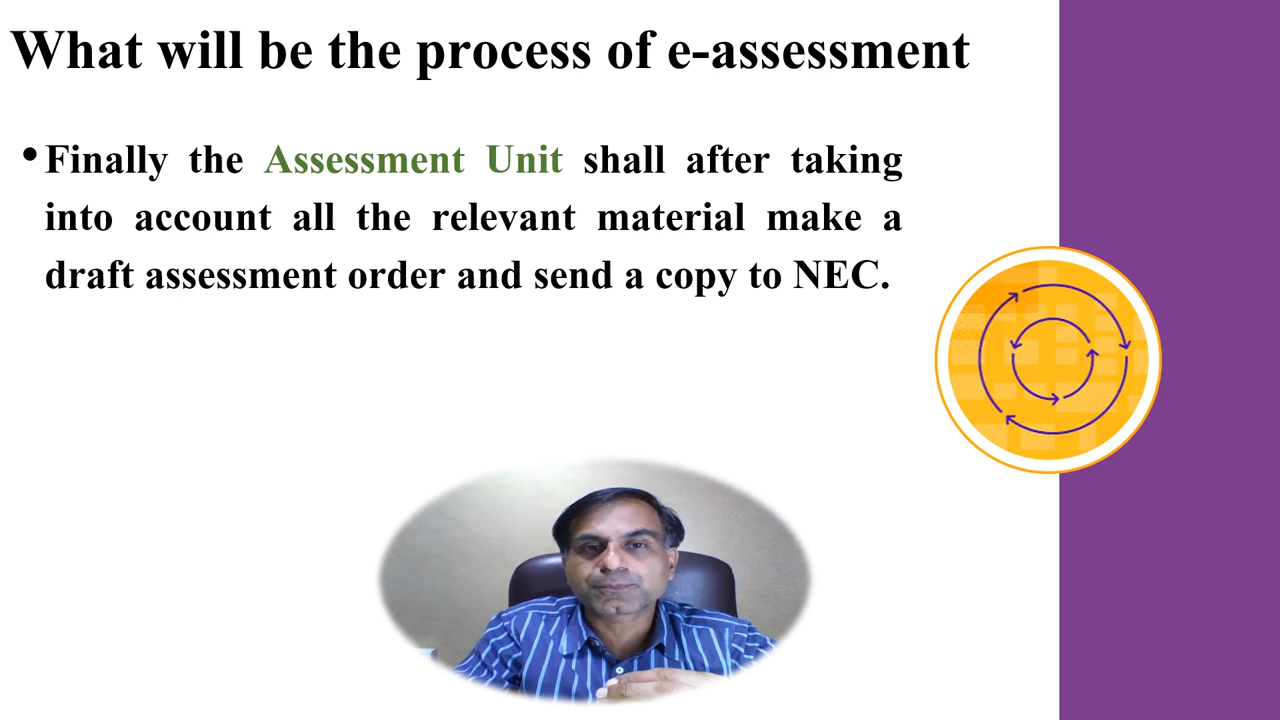 What will be the process of e-assessment
•Finally the Assessment Unit shall after taking
into account all the relevant material make a
draft assessment order and send a copy to NEC.